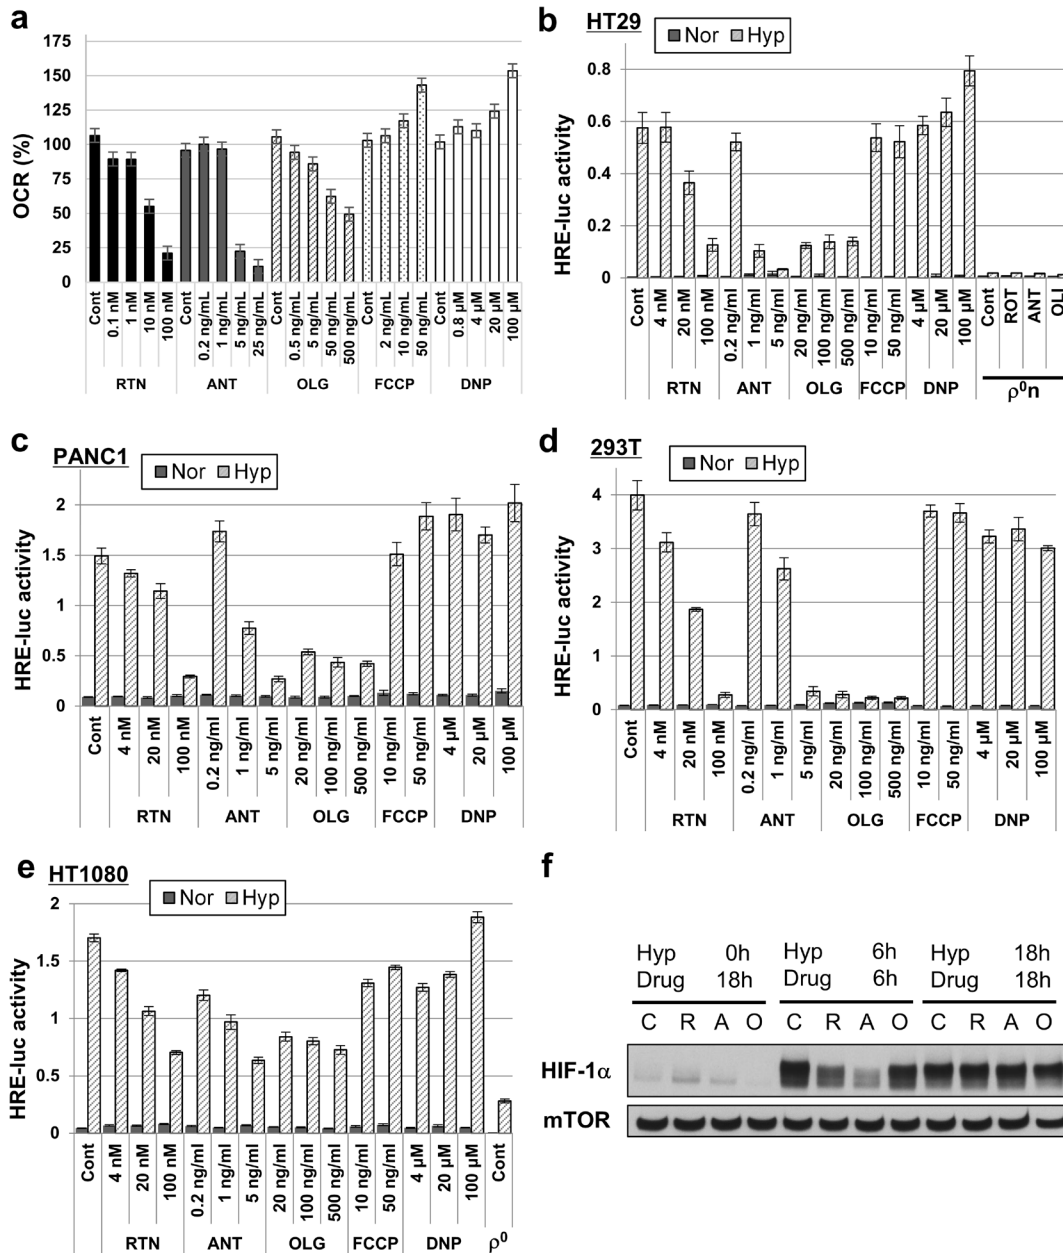 a
175
150
125
100
75
50
25
0
OCR (%)
Cont
0.1 nM
1 nM
10 nM
100 nM
Cont
0.2 ng/mL
1 ng/mL
5 ng/mL
25 ng/mL
Cont
0.5 ng/mL
5 ng/mL
50 ng/mL
500 ng/mL
Cont
2 ng/mL
10 ng/mL
50 ng/mL
Cont
0.8 µM
4 µM
20 µM
100 µM
RTN ANT OLG FCCP DNP
b HT29
Nor Hyp
0.8
0.6
0.4
0.2
0
HRE-luc activity
Cont
4 nM
20 nM
100 nM
0.2 ng/ml
1 ng/ml
5 ng/ml
20 ng/ml
100 ng/ml
500 ng/ml
10 ng/ml
50 ng/ml
4 µM
20 µM
100 µM
Cont
ROT
ANT
RTN ANT OLG FCCP DNP
ρ⁰n
c
PANC1
Nor Hyp
2
1.5
1
0.5
0
HRE-luc activity
Cont
4 nM
20 nM
100 nM
0.2 ng/ml
1 ng/ml
5 ng/ml
20 ng/ml
100 ng/ml
500 ng/ml
10 ng/ml
50 ng/ml
4 µM
20 µM
100 µM
RTN ANT OLG FCCP DNP
d
293T
Nor Hyp
4
3
2
1
0
HRE-luc activity
Cont
4 nM
20 nM
100 nM
0.2 ng/ml
1 ng/ml
5 ng/ml
20 ng/ml
100 ng/ml
500 ng/ml
10 ng/ml
50 ng/ml
4 µM
20 µM
100 µM
RTN ANT OLG FCCP DNP
e HT1080
Nor Hyp
2
1.5
1
0.5
0
HRE-luc activity
Cont
4 nM
20 nM
100 nM
0.2 ng/ml
1 ng/ml
5 ng/ml
20 ng/ml
100 ng/ml
500 ng/ml
10 ng/ml
50 ng/ml
4 µM
20 µM
100 µM
Cont
RTN ANT OLG FCCP DNP ρ⁰
f
Hyp 0h Hyp 6h Hyp 18h
Drug 18h Drug 6h Drug 18h
C R A O C R A O C R A O
HIF-1α
mTOR